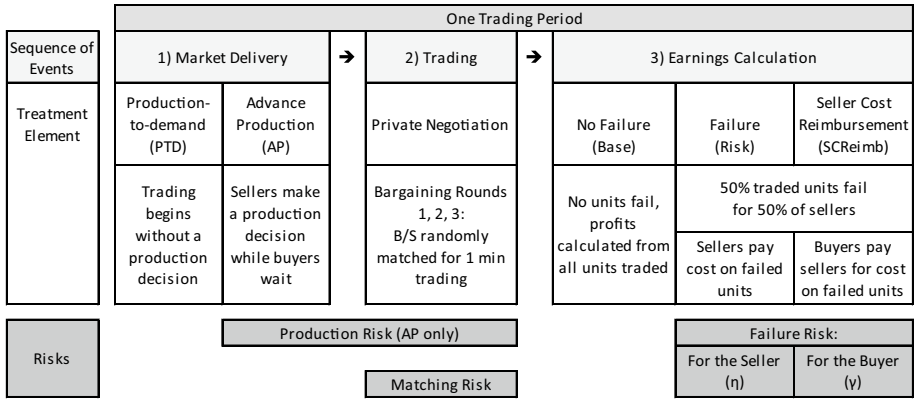 One Trading Period
Sequence of
Events
1) Market Delivery
➔
2) Trading
➔
3) Earnings Calculation
Treatment
Element
Production-
to-demand
(PTD)
Advance
Production
(AP)
Private Negotiation
No Failure
(Base)
Failure
(Risk)
Seller Cost
Reimbursement
(SCReimb)
Trading
begins
without a
production
decision
Sellers make
a production
decision
while buyers
wait
Bargaining Rounds
1, 2, 3:
B/S randomly
matched for 1 min
trading
No units fail,
profits
calculated from
all units traded
50% traded units fail
for 50% of sellers
Sellers pay
cost on failed
units
Buyers pay
sellers for cost
on failed units
Risks
Production Risk (AP only)
Matching Risk
Failure Risk:
For the Seller
(η)
For the Buyer
(γ)